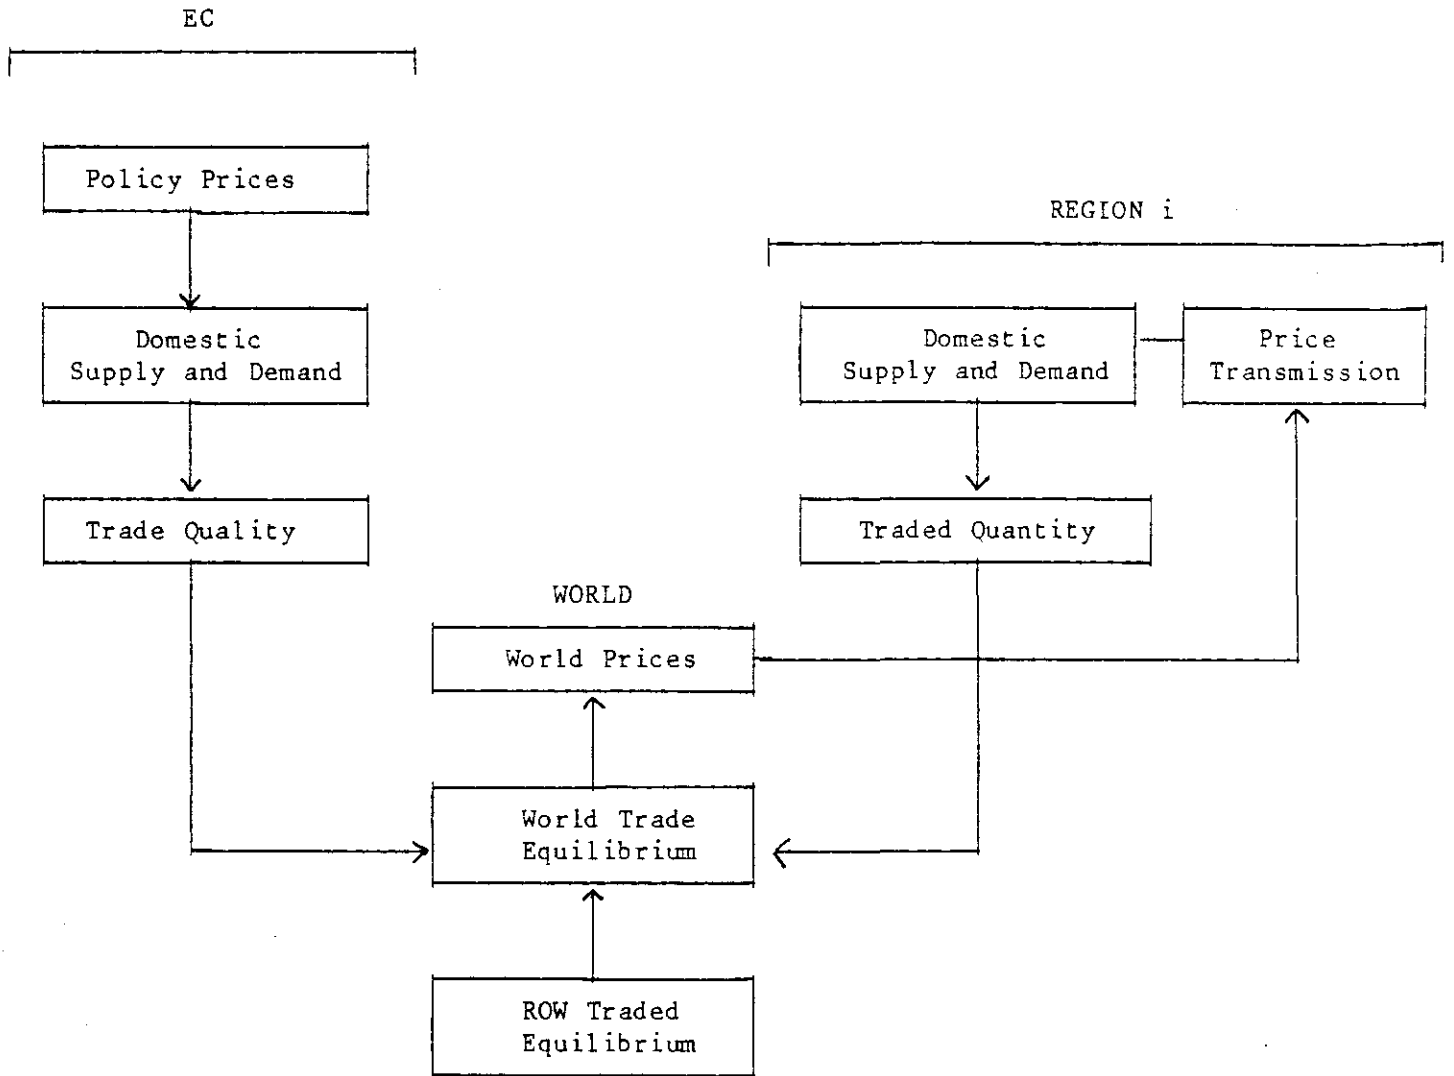 EC
Policy Prices
Domestic
Supply and Demand
Trade Quality
REGION i
Domestic
Supply and Demand
Price
Transmission
Traded Quantity
WORLD
World Prices
World Trade
Equilibrium
ROW Traded
Equilibrium